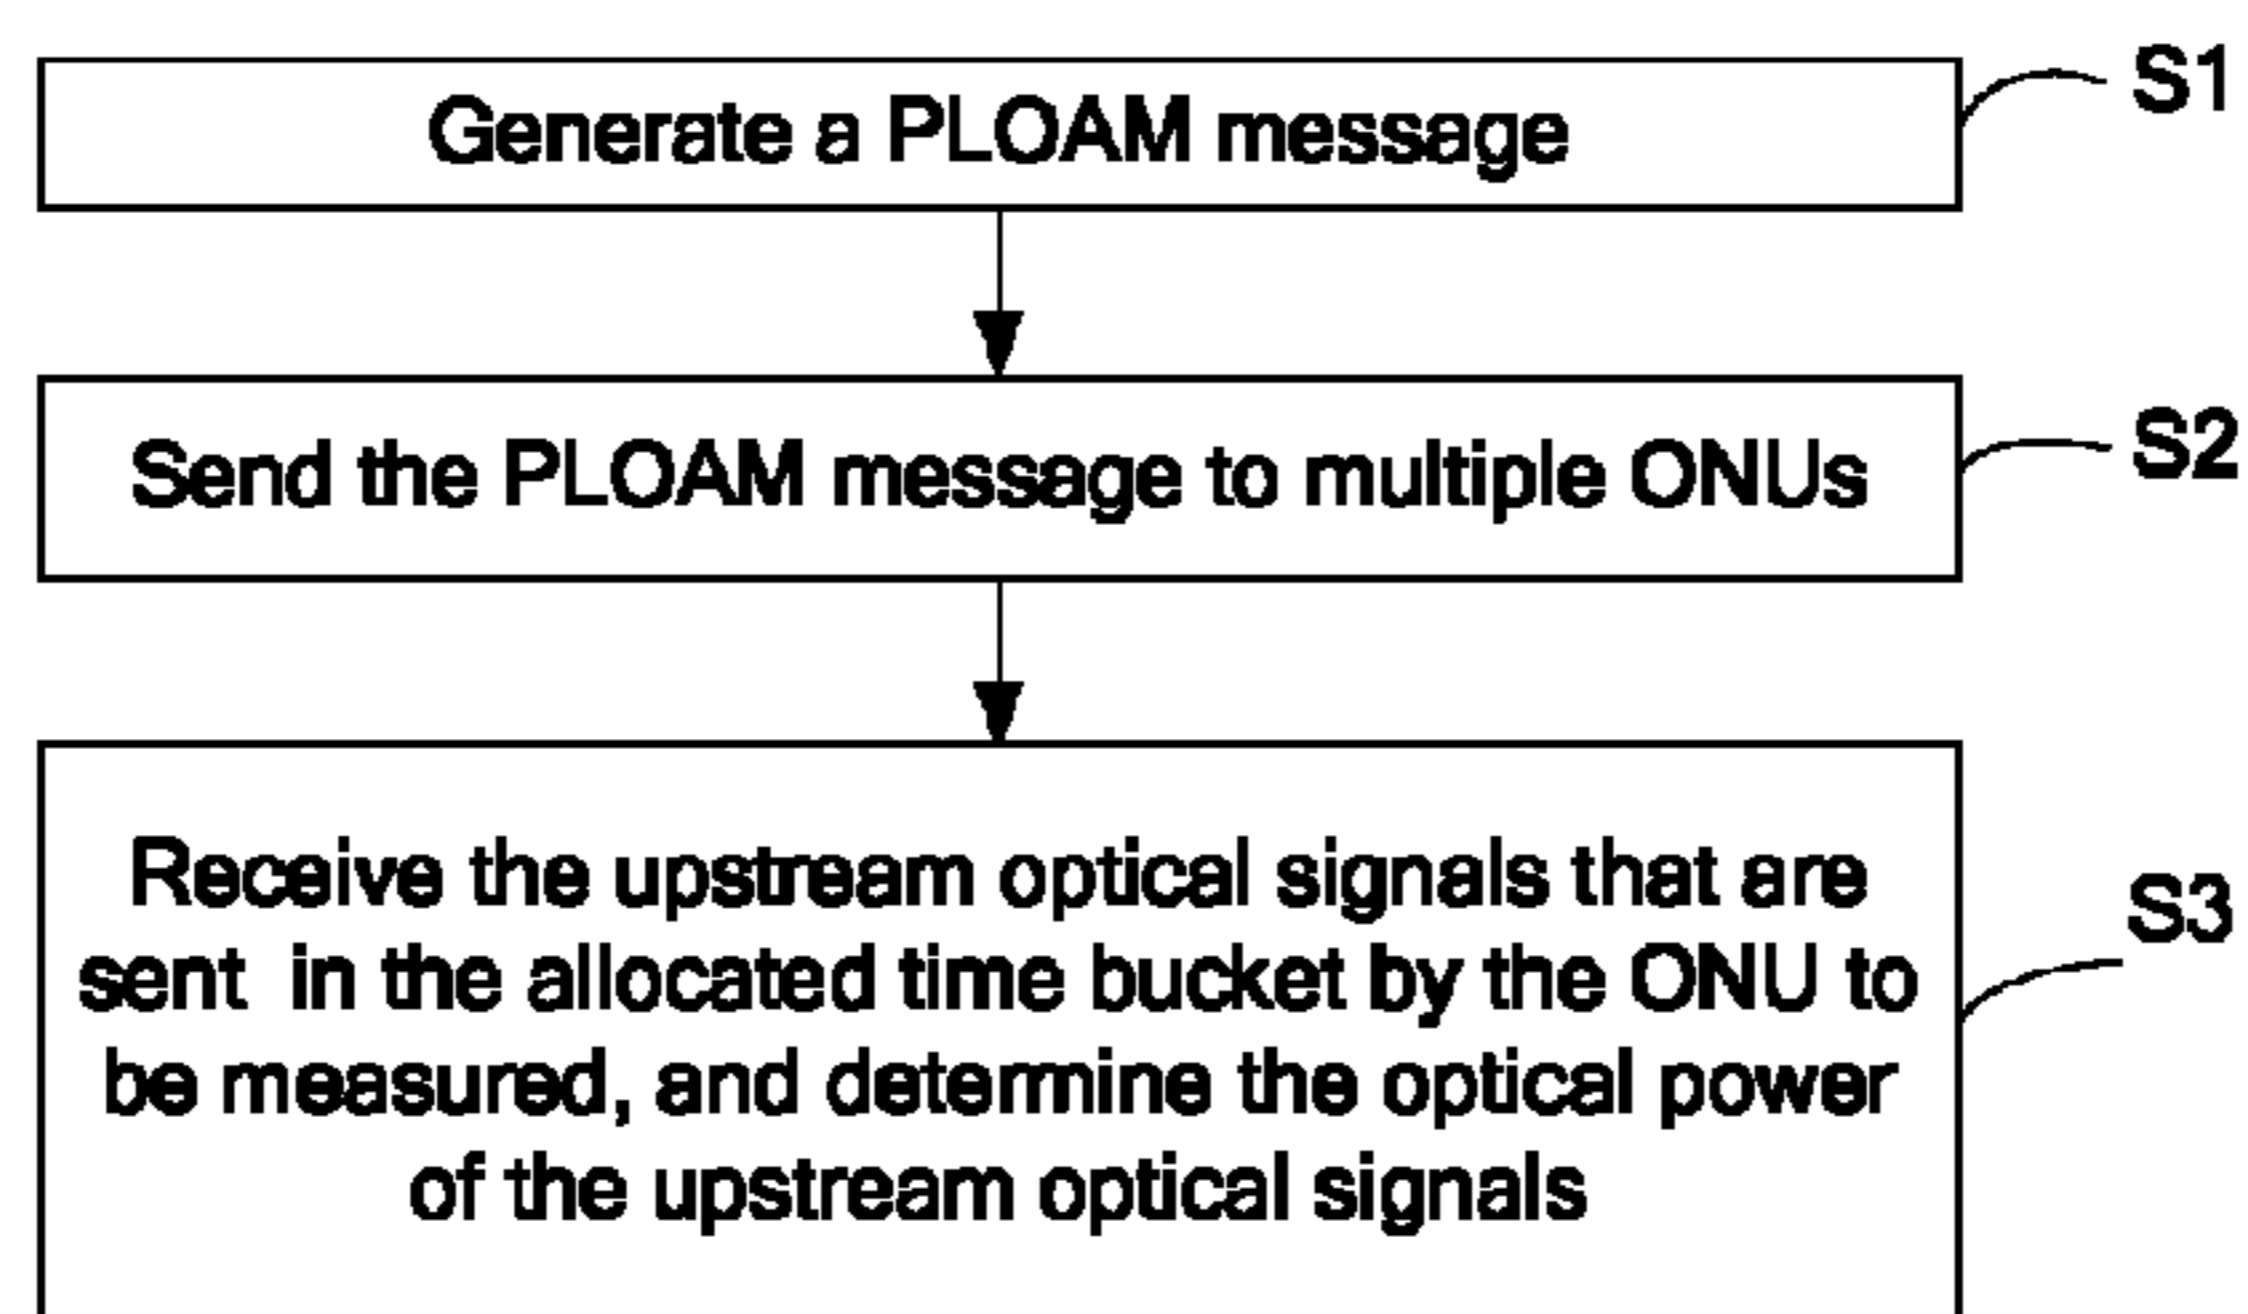 Generate a PLOAM message
S1
Send the PLOAM message to multiple ONUs
S2
Receive the upstream optical signals that are
sent in the allocated time bucket by the ONU to
be measured, and determine the optical power
of the upstream optical signals
S3